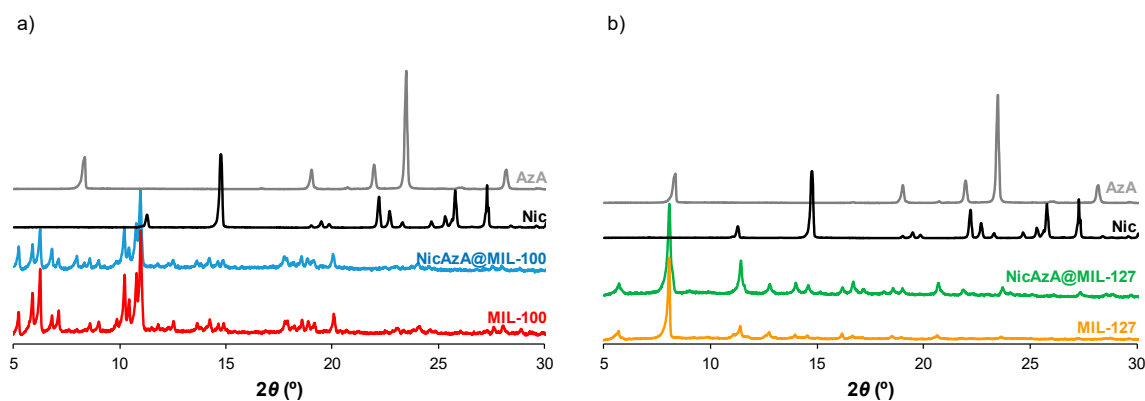 a)
AzA
Nic
NicAzA@MIL-100
MIL-100
5 10 15 20 25 30
2θ (º)
b)
AzA
Nic
NicAzA@MIL-127
MIL-127
5 10 15 20 25 30
2θ (º)